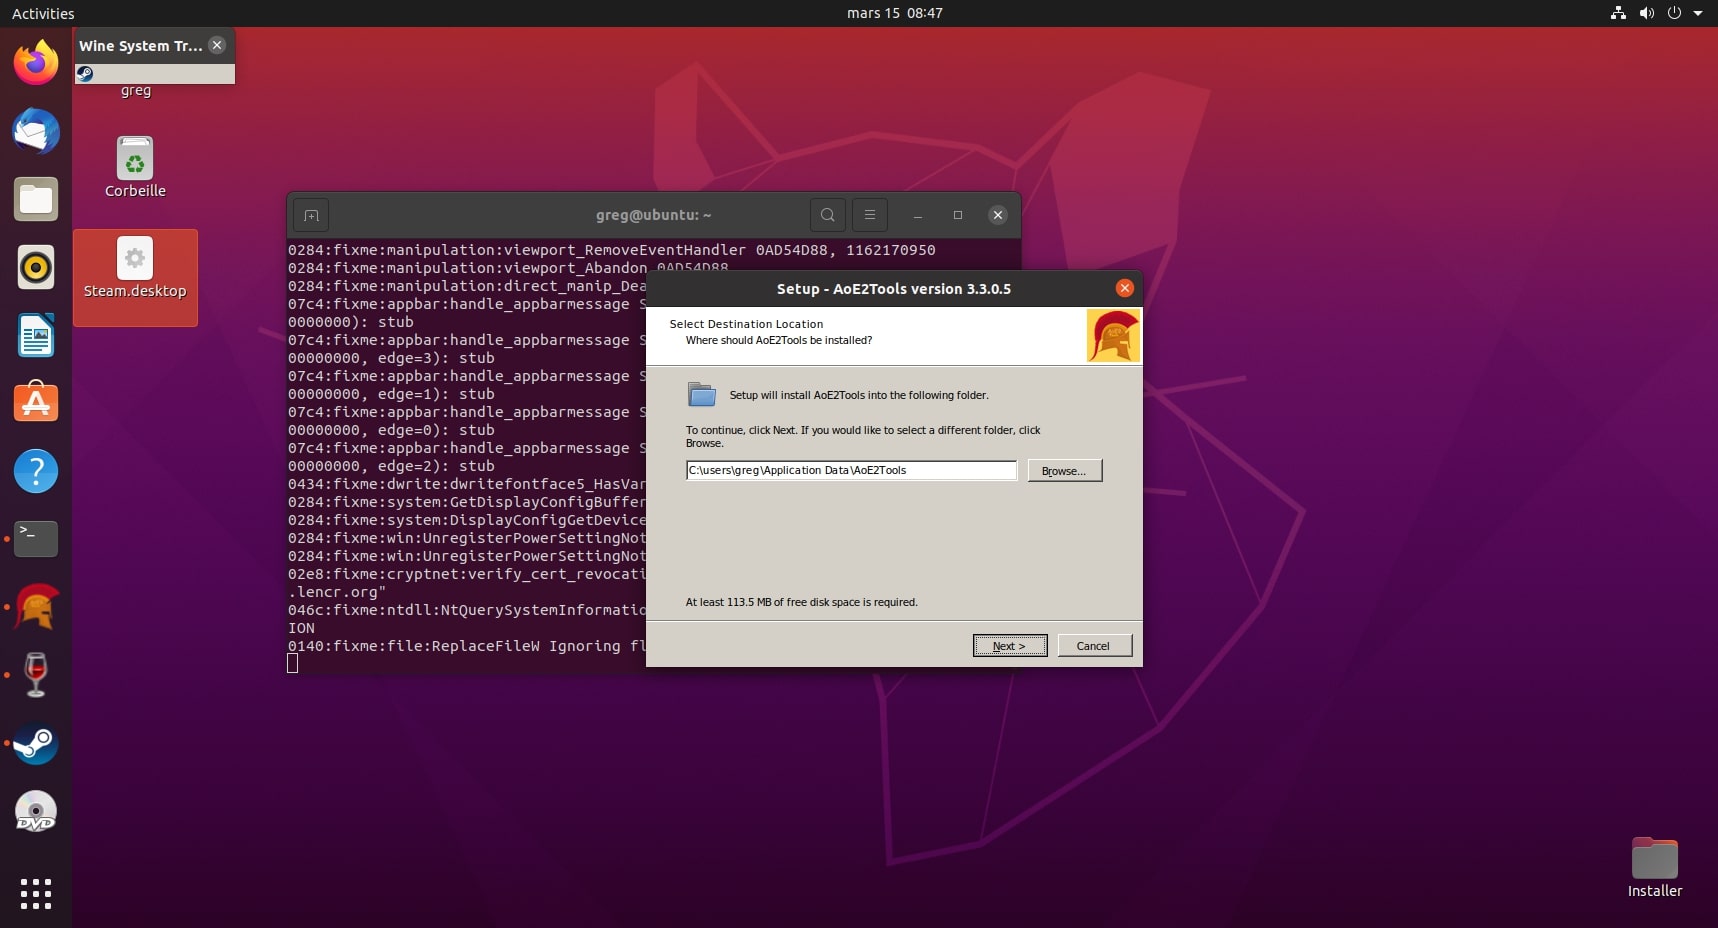 Activities
mars 15 08:47
Wine System Tr...
greg
Corbeille
Steam.desktop
greg@ubuntu: ~
0284:fixme:manipulation:viewport_RemoveEventHandler 0AD54D88, 1162170950
0284:fixme:manipulation:viewport_Abandon 0AD54D88
0284:fixme:manipulation:direct_manip_Dea
07c4:fixme:appbar:handle_appbarmessage S
0000000): stub
07c4:fixme:appbar:handle_appbarmessage S
00000000, edge=3): stub
07c4:fixme:appbar:handle_appbarmessage S
00000000, edge=1): stub
07c4:fixme:appbar:handle_appbarmessage S
00000000, edge=0): stub
07c4:fixme:appbar:handle_appbarmessage S
00000000, edge=2): stub
0434:fixme:dwrite:dwritefontface5_HasVar
0284:fixme:system:GetDisplayConfigBuffer
0284:fixme:system:DisplayConfigGetDevice
0284:fixme:win:UnregisterPowerSettingNot
0284:fixme:win:UnregisterPowerSettingNot
02e8:fixme:cryptnet:verify_cert_revocati
.lencr.org"
046c:fixme:ntdll:NtQuerySystemInformatio
ION
0140:fixme:file:ReplaceFileW Ignoring fl
Setup - AoE2Tools version 3.3.0.5
Select Destination Location
Where should AoE2Tools be installed?
Setup will install AoE2Tools into the following folder.
To continue, click Next. If you would like to select a different folder, click
Browse.
C:\users\greg\Application Data\AoE2Tools
Browse...
At least 113.5 MB of free disk space is required.
Next >
Cancel
>_
DVD
Installer